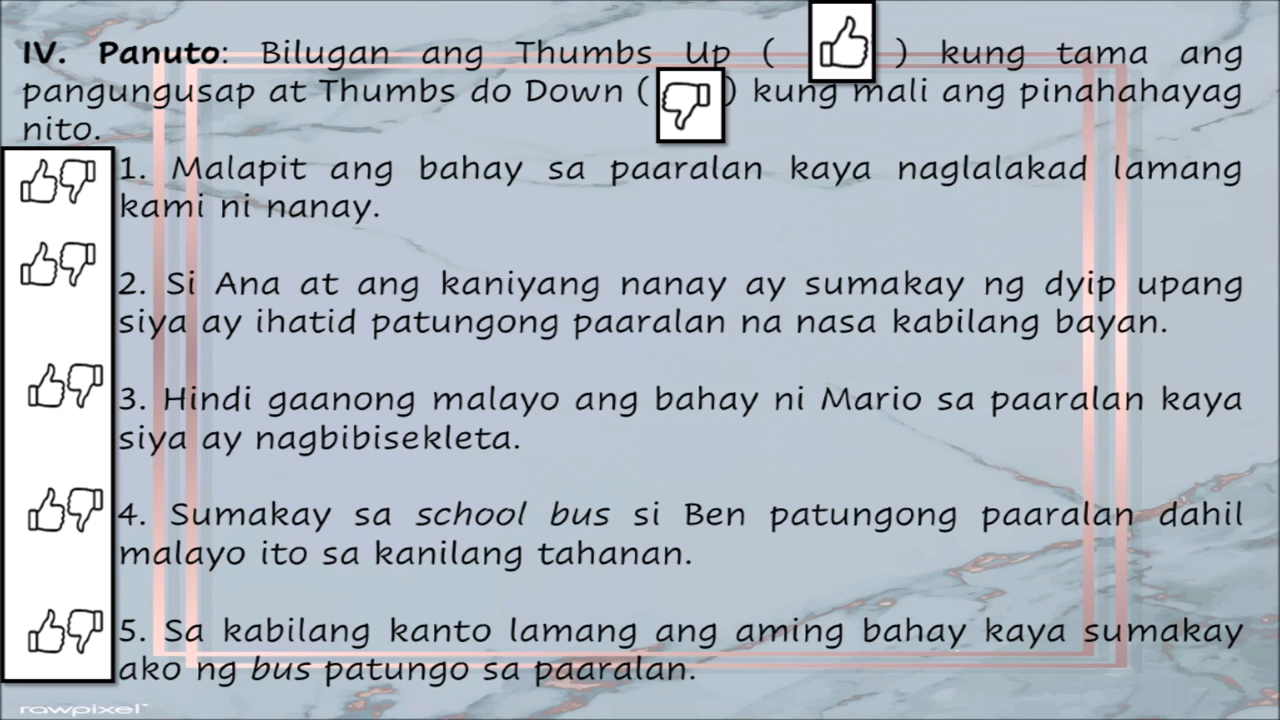 IV. Panuto: Bilugan ang Thumbs Up ( ) kung tama ang
pangungusap at Thumbs do Down ( ) kung mali ang pinahahayag
nito.
1. Malapit ang bahay sa paaralan kaya naglalakad lamang
kami ni nanay.
2. Si Ana at ang kaniyang nanay ay sumakay ng dyip upang
siya ay ihatid patungong paaralan na nasa kabilang bayan.
3. Hindi gaanong malayo ang bahay ni Mario sa paaralan kaya
siya ay nagbibisekleta.
4. Sumakay sa school bus si Ben patungong paaralan dahil
malayo ito sa kanilang tahanan.
5. Sa kabilang kanto lamang ang aming bahay kaya sumakay
ako ng bus patungo sa paaralan.
rawpixel